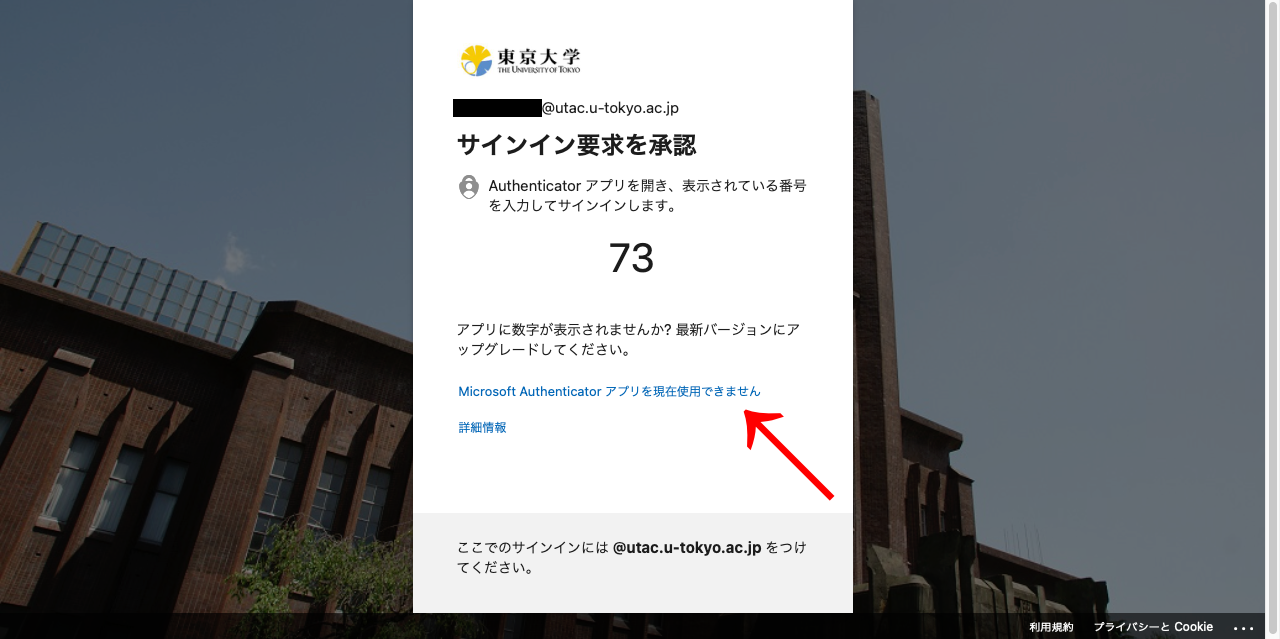 東京大学
THE UNIVERSITY OF TOKYO
@utac.u-tokyo.ac.jp
サインイン要求を承認
Authenticator アプリを開き、表示されている番号
を入力してサインインします。
73
アプリに数字が表示されませんか? 最新バージョンにア
ップグレードしてください。
Microsoft Authenticator アプリを現在使用できません
詳細情報
ここでのサインインには @utac.u-tokyo.ac.jp をつけ
てください。
利用規約 プライバシーと Cookie ...